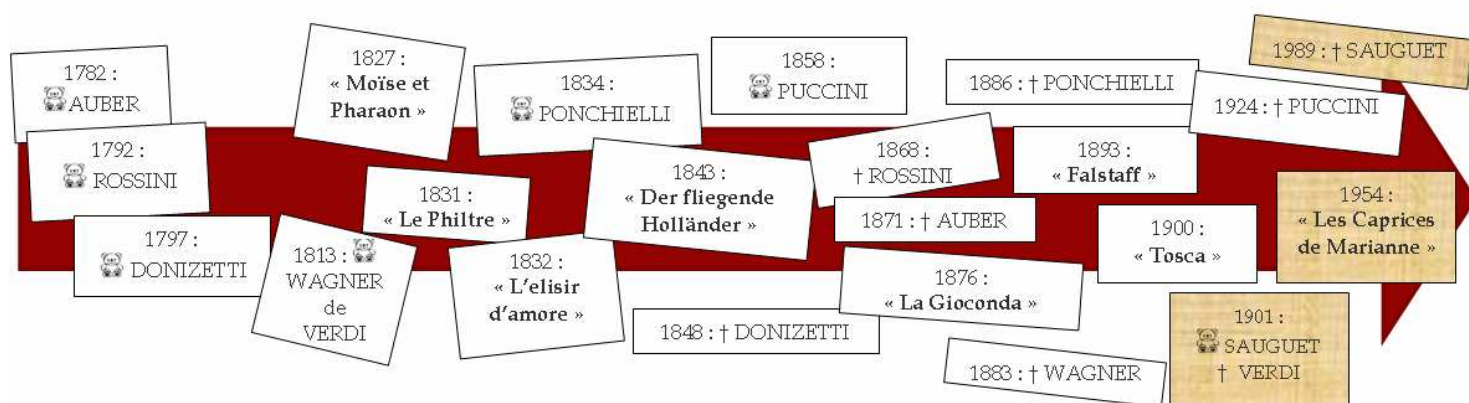 1782 :
AUBER
1792 :
ROSSINI
1797 :
DONIZETTI
1813 :
WAGNER
de
VERDI
1827 :
« Moïse et
Pharaon »
1831 :
« Le Philtre »
1832 :
« L'elisir
d'amore »
1834 :
PONCHIELLI
1843 :
« Der fliegende
Holländer »
1848 : † DONIZETTI
1858 :
PUCCINI
1868 :
† ROSSINI
1871 : † AUBER
1876 :
« La Gioconda »
1883 : † WAGNER
1886 : † PONCHIELLI
1893 :
« Falstaff »
1900 :
« Tosca »
1901 :
SAUGUET
† VERDI
1924 : † PUCCINI
1954 :
« Les Caprices
de Marianne »
1989 : † SAUGUET